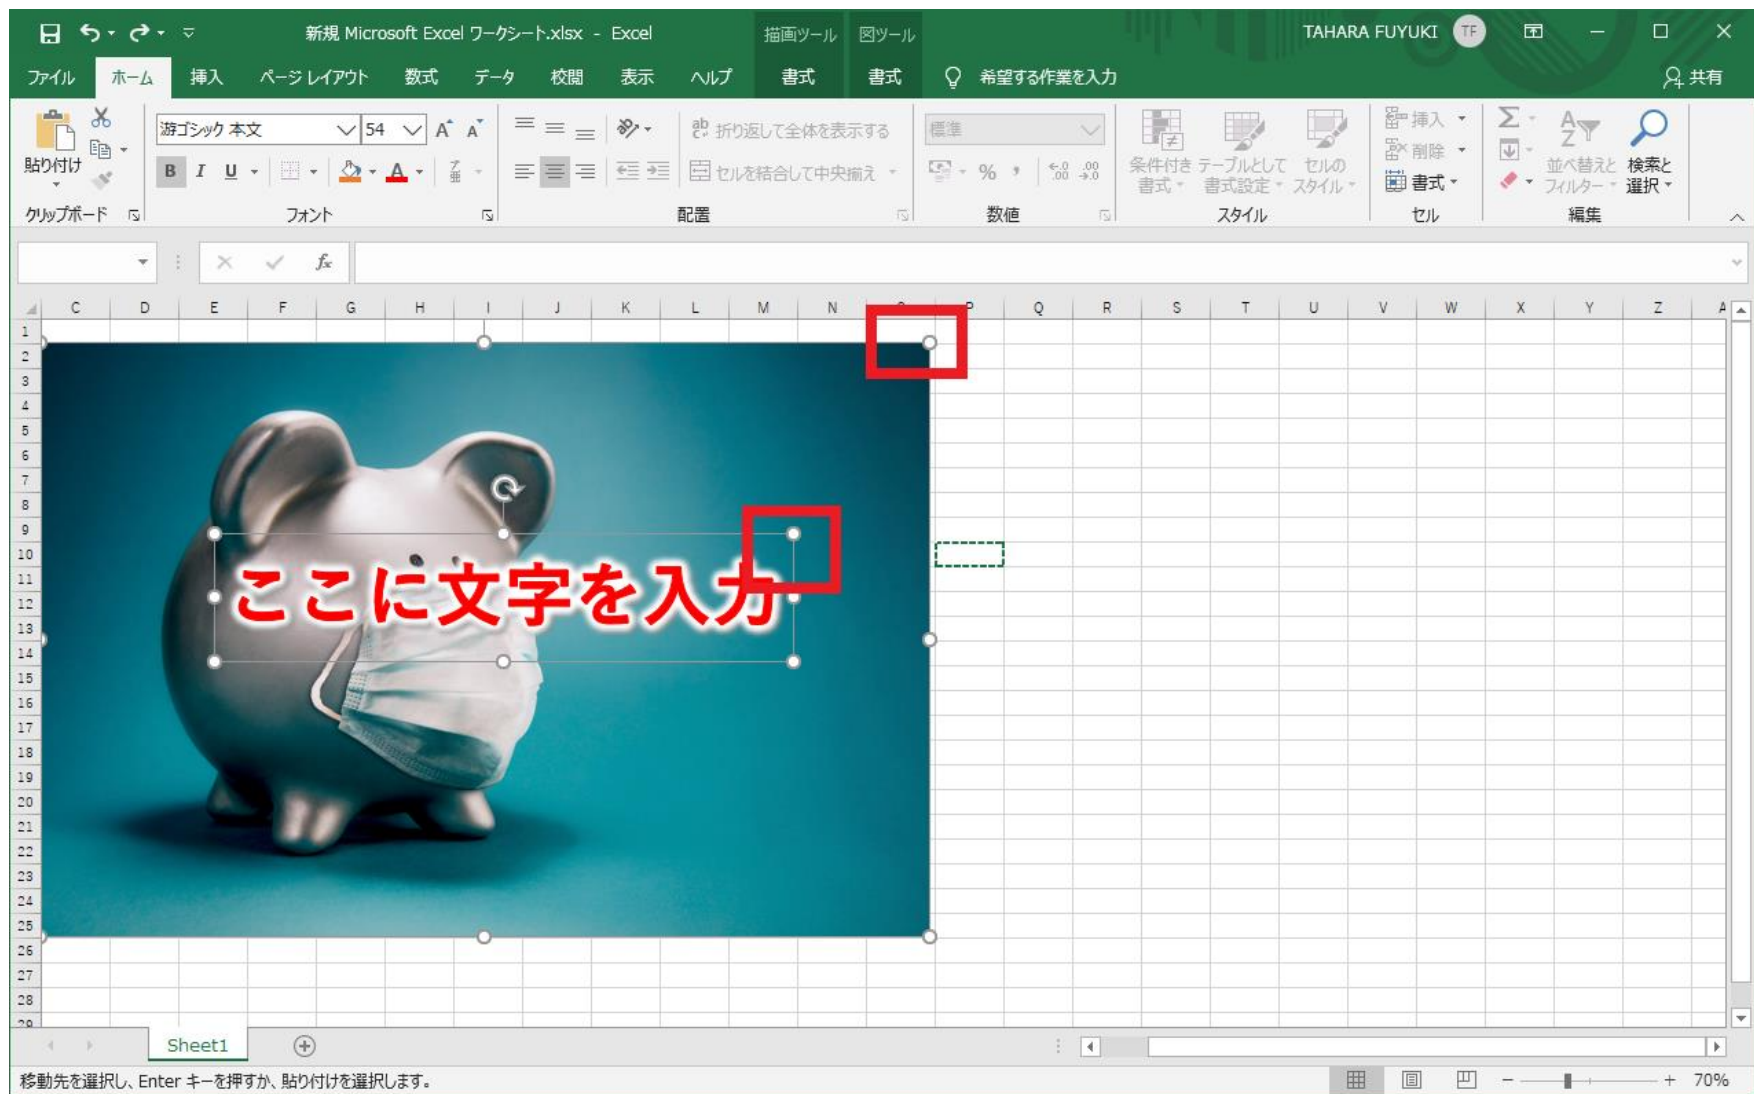 新規 Microsoft Excel ワークシート.xlsx - Excel
描画ツール 図ツール
TAHARA FUYUKI TF
ファイル ホーム 挿入 ページ レイアウト 数式 データ 校閲 表示 ヘルプ 書式 書式 希望する作業を入力 共有
游ゴシック 本文 54 A A
ab 折り返して全体を表示する
標準
挿入
削除
書式
貼り付け
B I U A
セルを結合して中央揃え
% ,
条件付き書式
テーブルとして書式設定
セルのスタイル
並べ替えとフィルター
検索と選択
クリップボード フォント 配置 数値 スタイル セル 編集
fx
C D E F G H I J K L M N P Q R S T U V W X Y Z A
1
2
3
4
5
6
7
8
9
10
11
12
13
14
15
16
17
18
19
20
21
22
23
24
25
26
27
28
29
ここに文字を入力
Sheet1
移動先を選択し、Enter キーを押すか、貼り付けを選択します。
70%